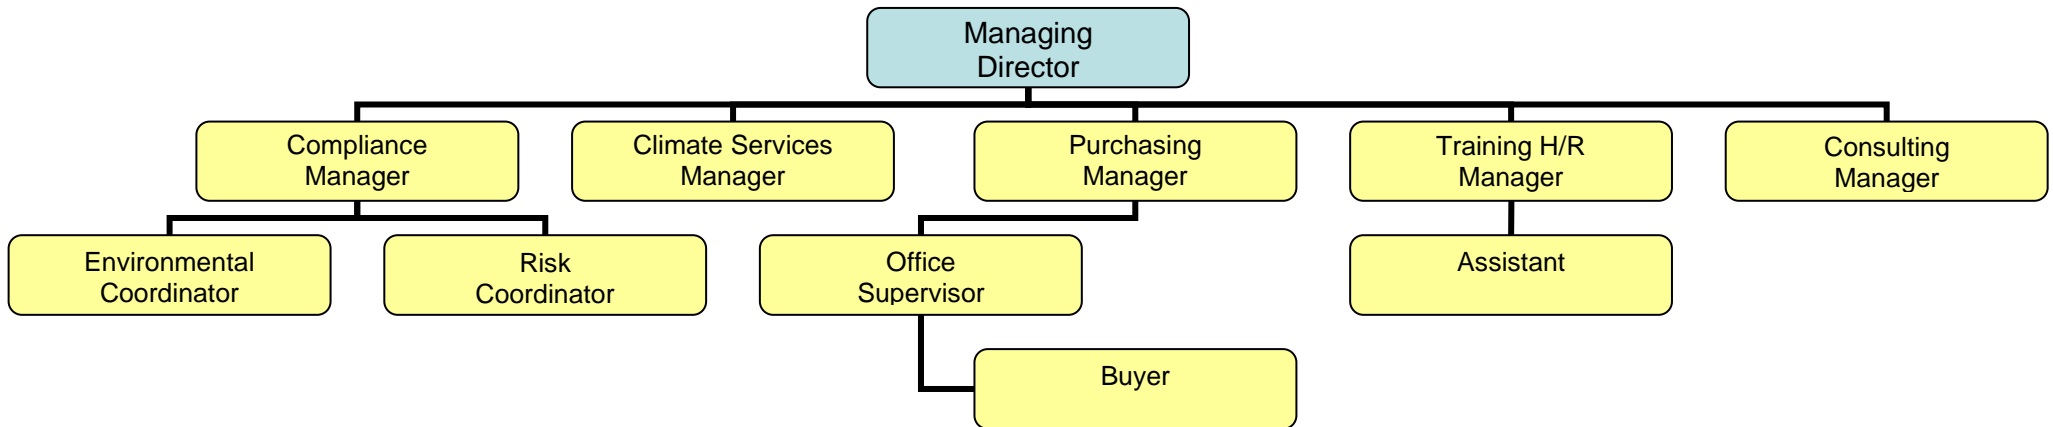 Managing
Director
Compliance
Manager
Climate Services
Manager
Purchasing
Manager
Training H/R
Manager
Consulting
Manager
Environmental
Coordinator
Risk
Coordinator
Office
Supervisor
Assistant
Buyer